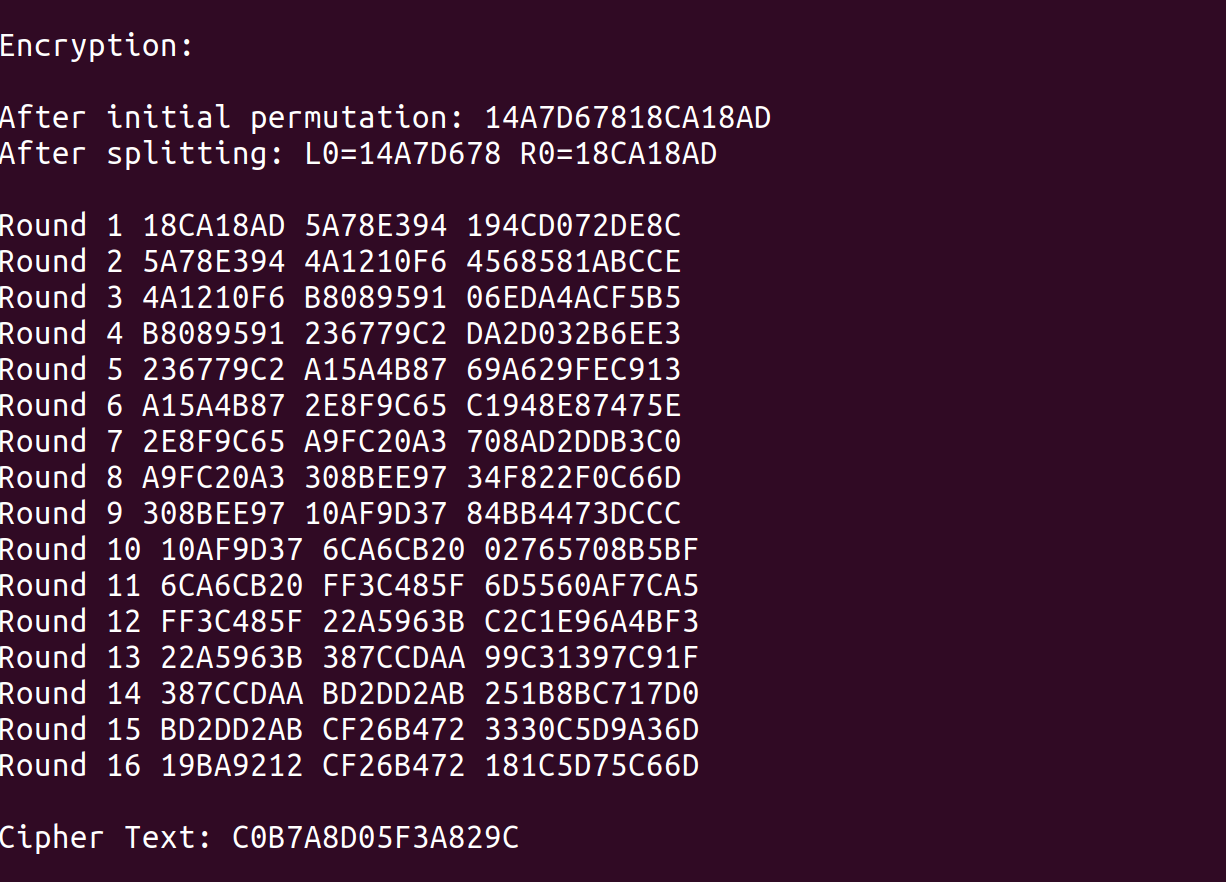 Encryption:
After initial permutation: 14A7D67818CA18AD
After splitting: L0=14A7D678 R0=18CA18AD
Round 1 18CA18AD 5A78E394 194CD072DE8C
Round 2 5A78E394 4A1210F6 4568581ABCCE
Round 3 4A1210F6 B8089591 06EDA4ACF5B5
Round 4 B8089591 236779C2 DA2D032B6EE3
Round 5 236779C2 A15A4B87 69A629FEC913
Round 6 A15A4B87 2E8F9C65 C1948E87475E
Round 7 2E8F9C65 A9FC20A3 708AD2DDB3C0
Round 8 A9FC20A3 308BEE97 34F822F0C66D
Round 9 308BEE97 10AF9D37 84BB4473DCCC
Round 10 10AF9D37 6CA6CB20 02765708B5BF
Round 11 6CA6CB20 FF3C485F 6D5560AF7CA5
Round 12 FF3C485F 22A5963B C2C1E96A4BF3
Round 13 22A5963B 387CCDAA 99C31397C91F
Round 14 387CCDAA BD2DD2AB 251B8BC717D0
Round 15 BD2DD2AB CF26B472 3330C5D9A36D
Round 16 19BA9212 CF26B472 181C5D75C66D
Cipher Text: C0B7A8D05F3A829C